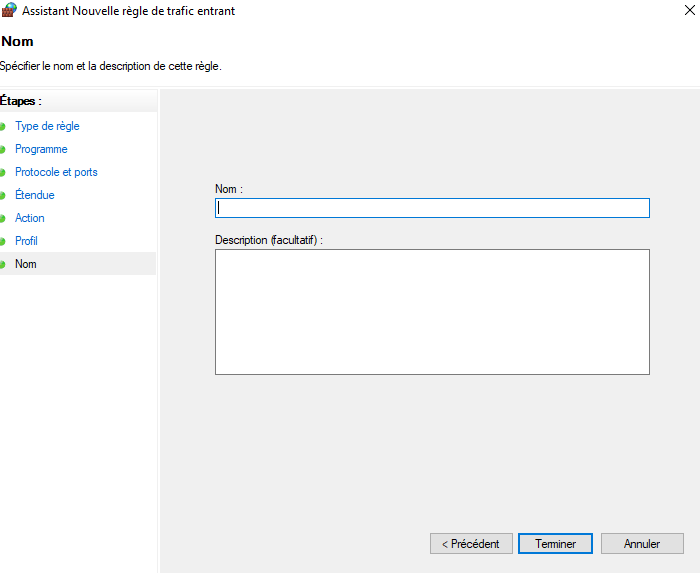 Assistant Nouvelle règle de trafic entrant
Nom
Spécifier le nom et la description de cette règle.
Étapes :
Type de règle
Programme
Protocole et ports
Étendue
Action
Profil
Nom
Nom :
Description (facultatif) :
< Précédent
Terminer
Annuler